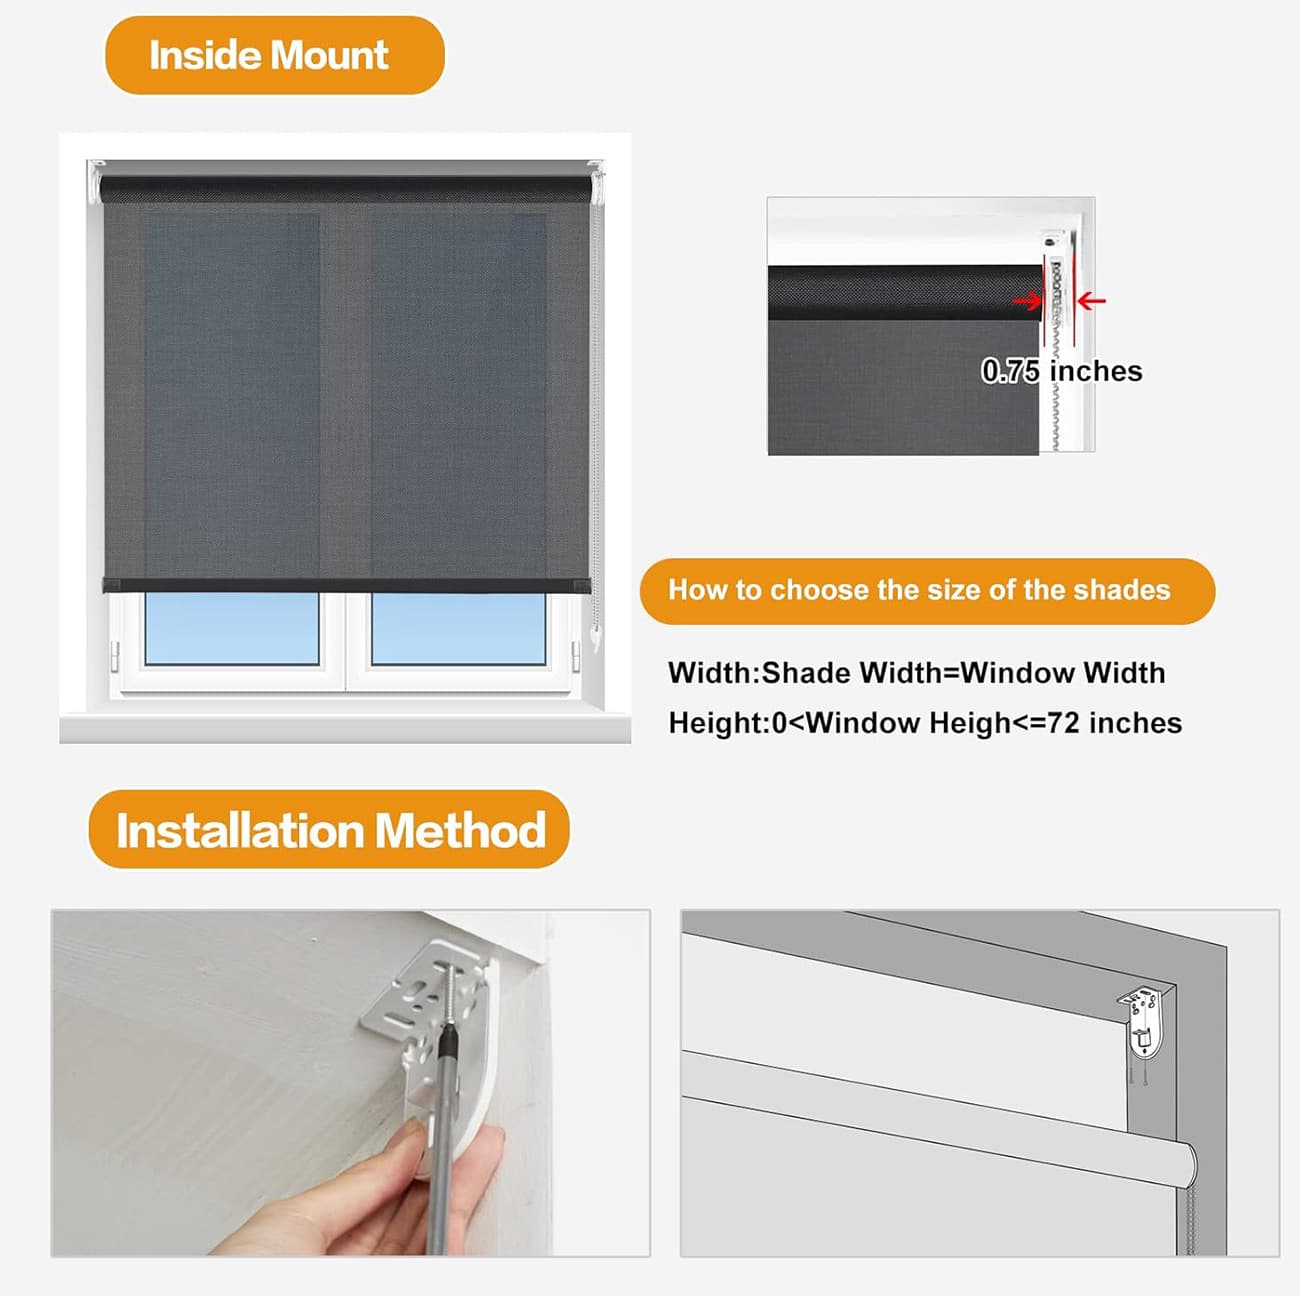 Inside Mount
0.75 inches
How to choose the size of the shades
Width:Shade Width=Window Width
Height:0<Window Heigh<=72 inches
Installation Method